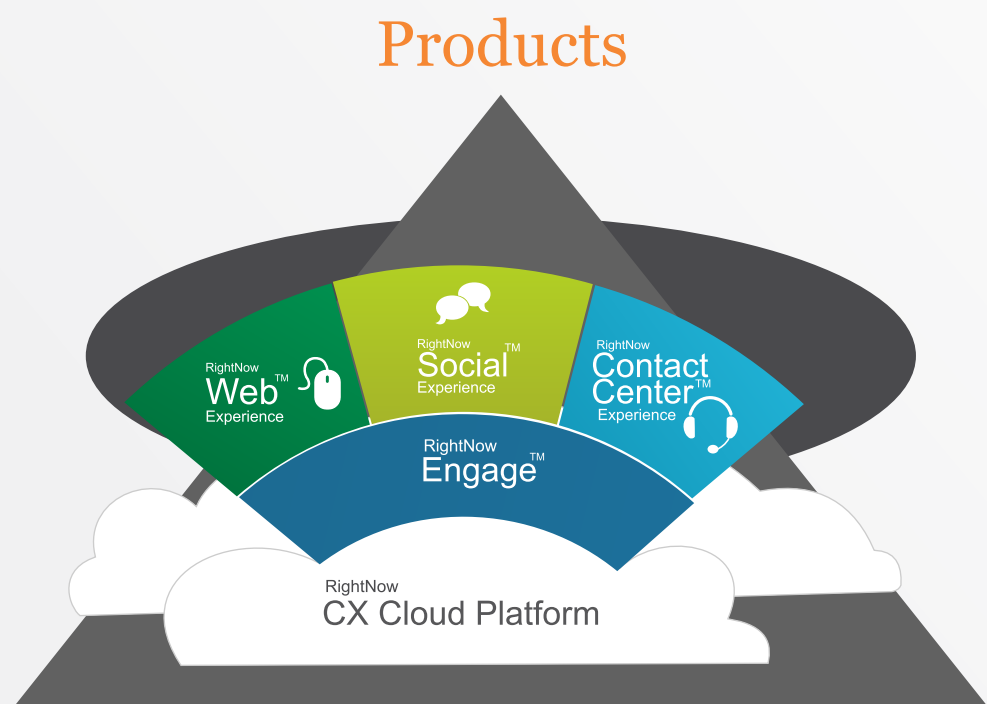 Products
RightNow
Web™
Experience
RightNow
Social™
Experience
RightNow
Contact
Center™
Experience
RightNow
Engage™
RightNow
CX Cloud Platform